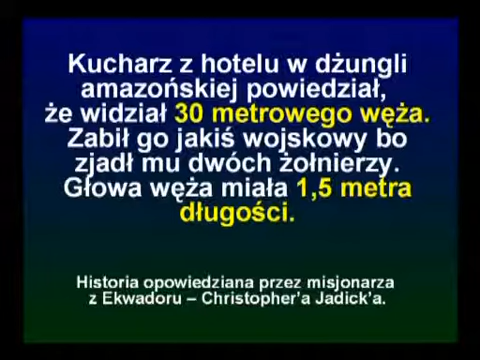 Kucharz z hotelu w dżungli
amazońskiej powiedział,
że widział 30 metrowego węża.
Zabił go jakiś wojskowy bo
zjadł mu dwóch żołnierzy.
Głowa węża miała 1,5 metra
długości.
Historia opowiedziana przez misjonarza
z Ekwadoru – Christopher'a Jadick'a.